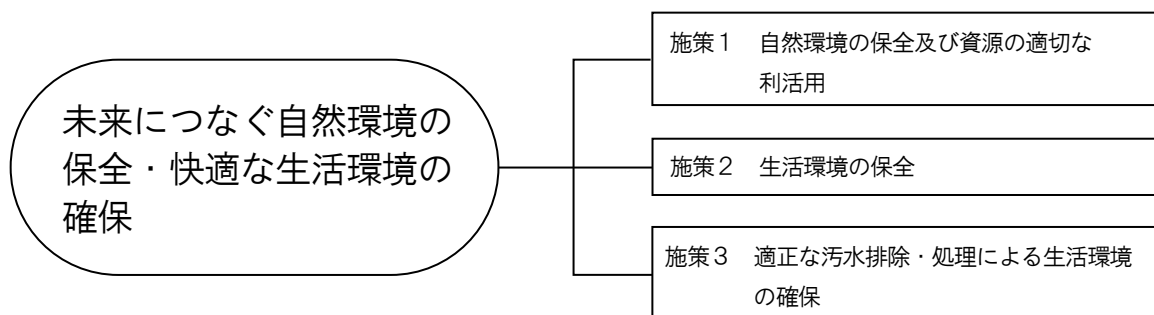 未来につなぐ自然環境の
保全・快適な生活環境の
確保
施策1　自然環境の保全及び資源の適切な
利活用
施策2　生活環境の保全
施策3　適正な汚水排除・処理による生活環境
の確保